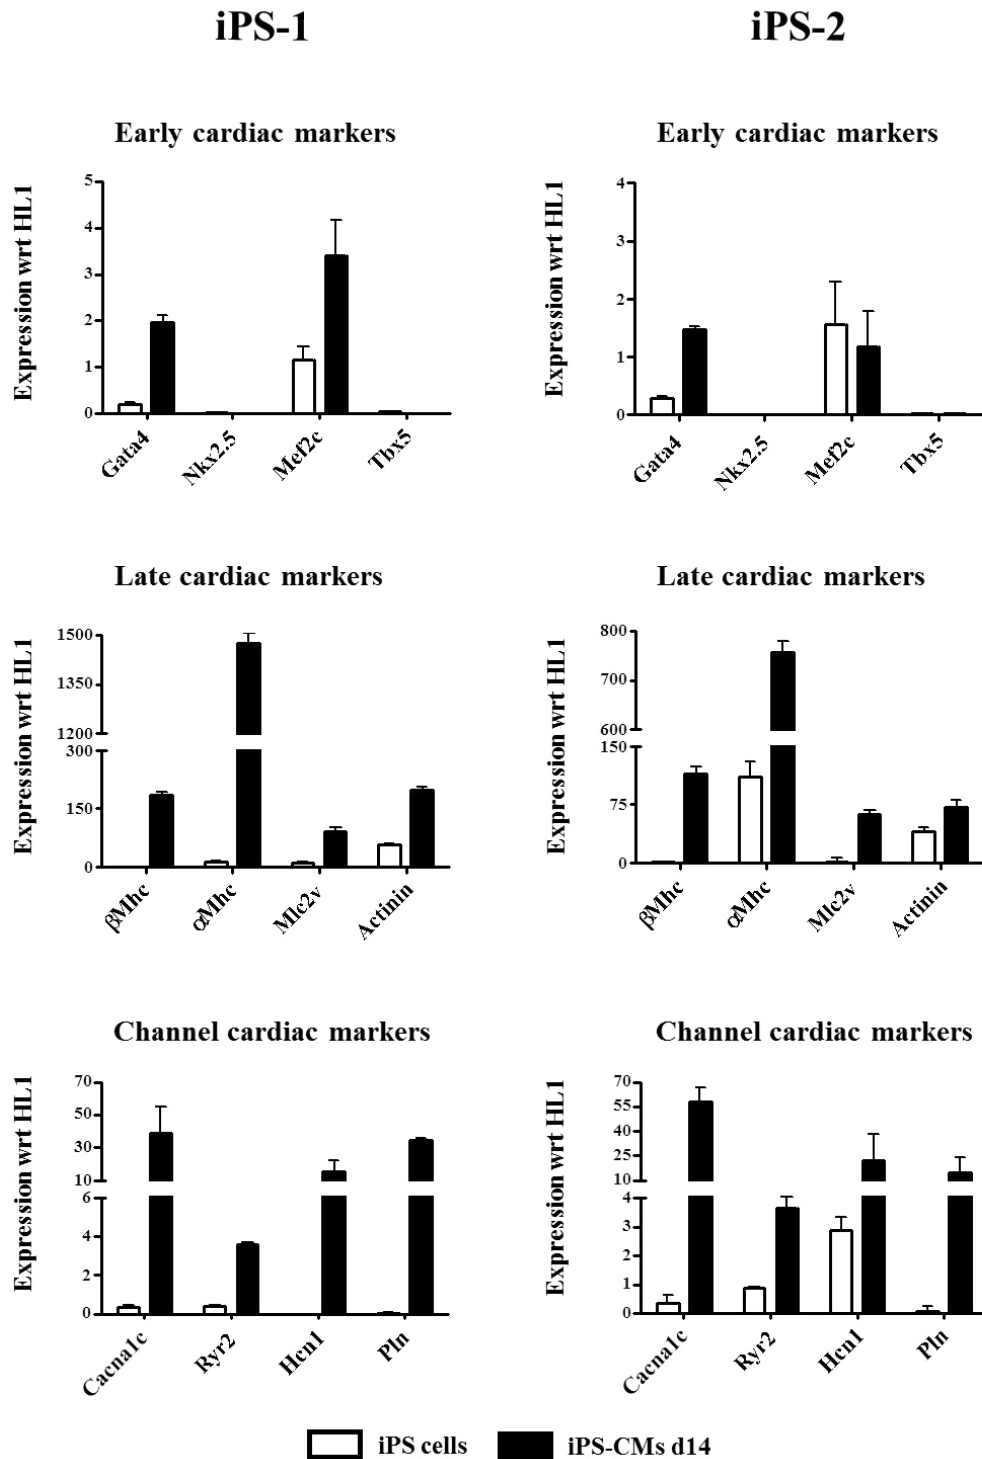 iPS-1
iPS-2
Early cardiac markers
Expression wrt HL1
5
4
3
2
1
0
Gata4
Nkx2.5
Mef2c
Tbx5
Early cardiac markers
Expression wrt HL1
4
3
2
1
0
Gata4
Nkx2.5
Mef2c
Tbx5
Late cardiac markers
Expression wrt HL1
1500
1350
1200
300
150
0
βMhc
αMhc
Mlc2v
Actinin
Late cardiac markers
Expression wrt HL1
800
700
600
150
75
0
βMhc
αMhc
Mlc2v
Actinin
Channel cardiac markers
Expression wrt HL1
70
50
30
10
6
4
2
0
Cacna1c
Ryr2
Hcn1
Pln
Channel cardiac markers
Expression wrt HL1
70
55
40
25
10
4
3
2
1
0
Cacna1c
Ryr2
Hcn1
Pln
iPS cells
iPS-CMs d14